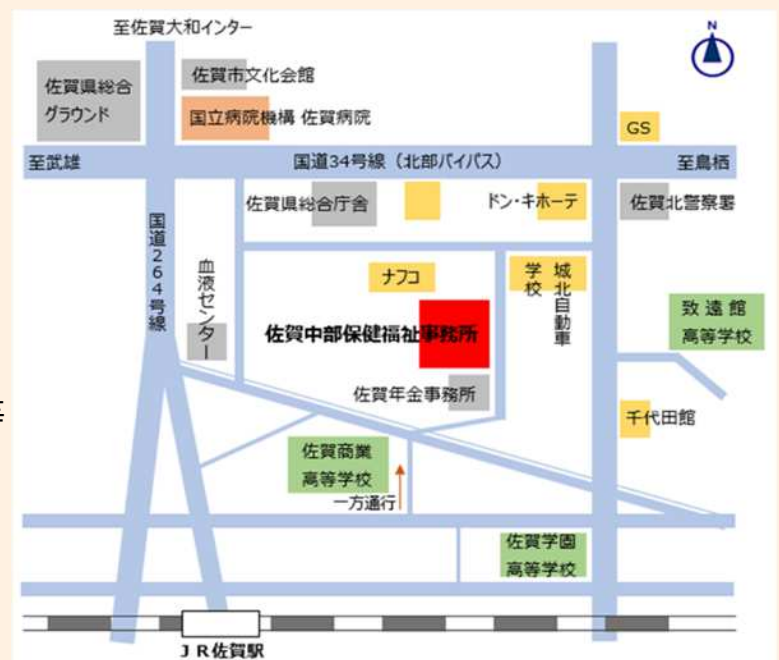 至佐賀大和インター
N
佐賀県総合
グラウンド
佐賀市文化会館
国立病院機構 佐賀病院
GS
至武雄
国道34号線（北部バイパス）
至鳥栖
佐賀県総合庁舎
ドン・キホーテ
佐賀北警察署
国道264号線
血液センター
ナフコ
城北自動車
学校
佐賀中部保健福祉事務所
致遠館
高等学校
佐賀年金事務所
千代田館
佐賀商業
高等学校
一方通行
佐賀学園
高等学校
JR佐賀駅